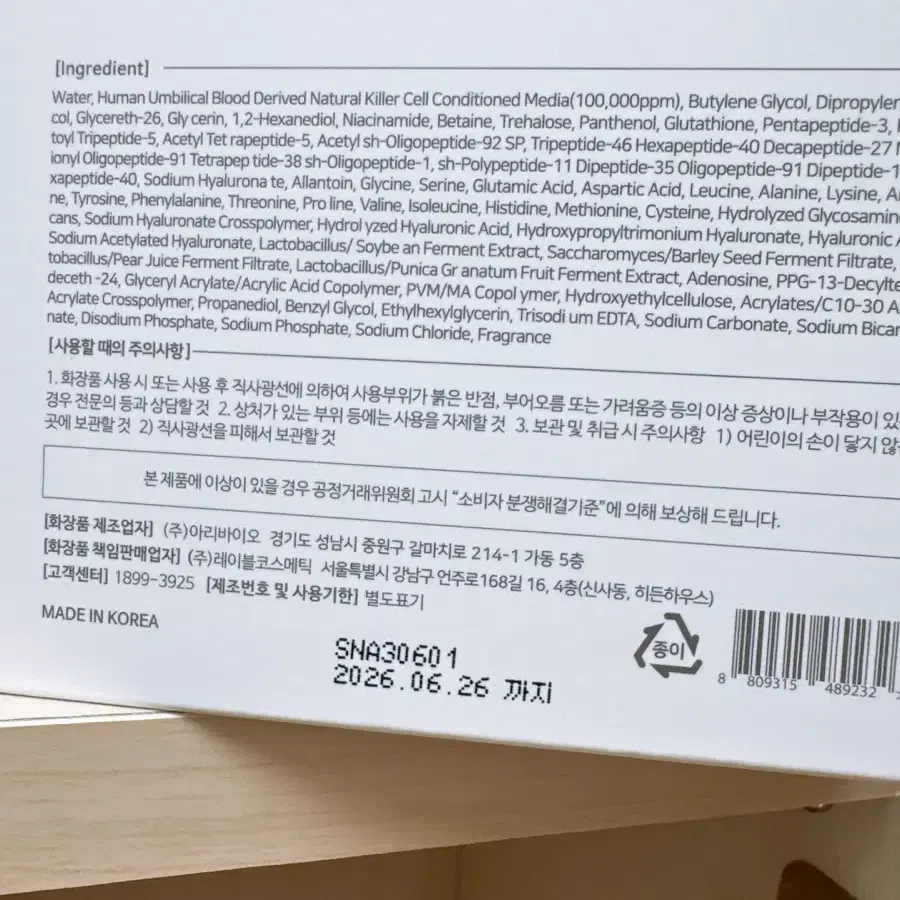 [Ingredient]
Water, Human Umbilical Blood Derived Natural Killer Cell Conditioned Media(100,000ppm), Butylene Glycol, Dipropylen
col, Glycereth-26, Gly cerin, 1,2-Hexanediol, Niacinamide, Betaine, Trehalose, Panthenol, Glutathione, Pentapeptide-3,
toyl Tripeptide-5, Acetyl Tet rapeptide-5, Acetyl sh-Oligopeptide-92 SP, Tripeptide-46 Hexapeptide-40 Decapeptide-27
ionyl Oligopeptide-91 Tetrapep tide-38 sh-Oligopeptide-1, sh-Polypeptide-11 Dipeptide-35 Oligopeptide-91 Dipeptide-1
xapeptide-40, Sodium Hyalurona te, Allantoin, Glycine, Serine, Glutamic Acid, Aspartic Acid, Leucine, Alanine, Lysine, A
ne, Tyrosine, Phenylalanine, Threonine, Pro line, Valine, Isoleucine, Histidine, Methionine, Cysteine, Hydrolyzed Glycosamin
cans, Sodium Hyaluronate Crosspolymer, Hydrol yzed Hyaluronic Acid, Hydroxypropyltrimonium Hyaluronate, Hyaluronic A
Sodium Acetylated Hyaluronate, Lactobacillus/ Soybe an Ferment Extract, Saccharomyces/Barley Seed Ferment Filtrate,
tobacillus/Pear Juice Ferment Filtrate, Lactobacillus/Punica Gr anatum Fruit Ferment Extract, Adenosine, PPG-13-Decylte
deceth -24, Glyceryl Acrylate/Acrylic Acid Copolymer, PVM/MA Copol ymer, Hydroxyethylcellulose, Acrylates/C10-30 A
Acrylate Crosspolymer, Propanediol, Benzyl Glycol, Ethylhexylglycerin, Trisodi um EDTA, Sodium Carbonate, Sodium Bicar
nate, Disodium Phosphate, Sodium Phosphate, Sodium Chloride, Fragrance
[사용할 때의 주의사항]
1. 화장품 사용 시 또는 사용 후 직사광선에 의하여 사용부위가 붉은 반점, 부어오름 또는 가려움증 등의 이상 증상이나 부작용이 있
경우 전문의 등과 상담할 것 2. 상처가 있는 부위 등에는 사용을 자제할 것 3. 보관 및 취급 시 주의사항 1) 어린이의 손이 닿지 않
곳에 보관할 것 2) 직사광선을 피해서 보관할 것
본 제품에 이상이 있을 경우 공정거래위원회 고시 "소비자 분쟁해결기준"에 의해 보상해 드립니다.
[화장품 제조업자] (주)아리바이오 경기도 성남시 중원구 갈마치로 214-1 가동 5층
[화장품 책임판매업자] (주)레이블코스메틱 서울특별시 강남구 언주로168길 16, 4층(신사동, 히든하우스)
[고객센터] 1899-3925 [제조번호 및 사용기한] 별도표기
MADE IN KOREA
SNA30601
2026.06.26 까지
종이
8 809315 489232